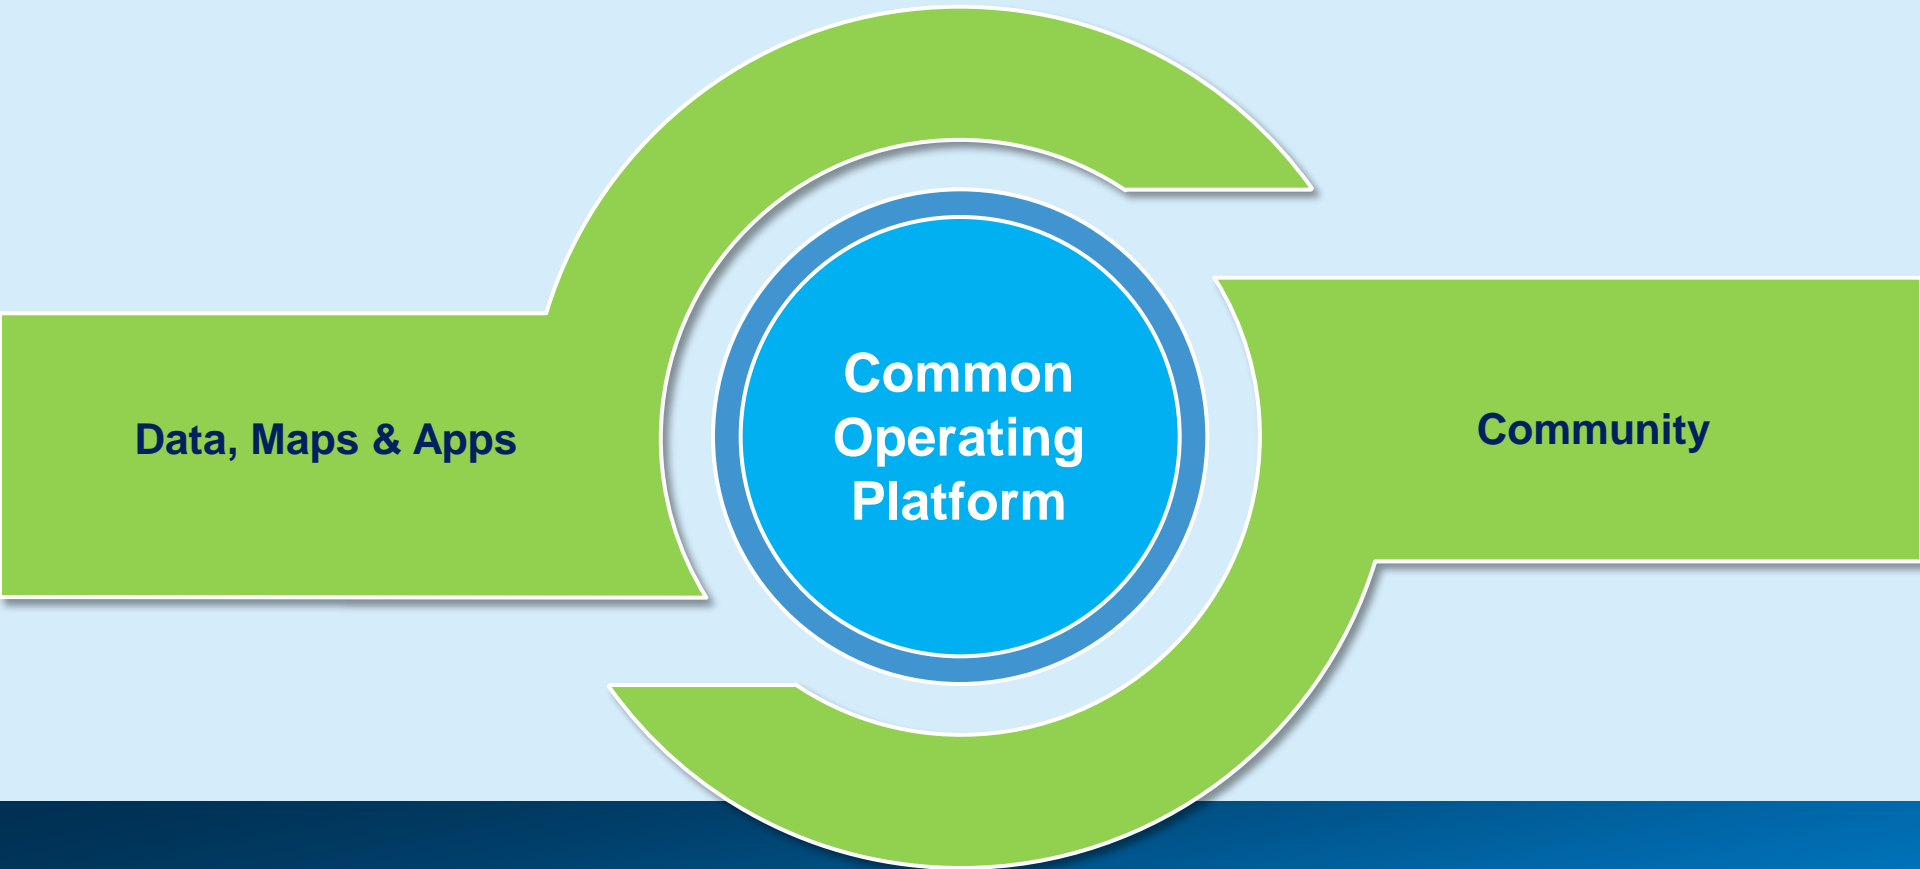 Data, Maps & Apps
Common
Operating
Platform
Community